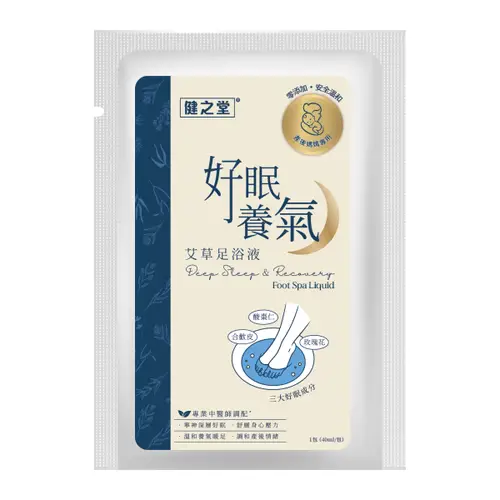 健之堂®
零添加・安全溫和
產後媽媽專用
好眠
養氣
艾草足浴液
Deep Sleep & Recovery
Foot Spa Liquid
酸棗仁
合歡皮
玫瑰花
三大好眠成分
專業中醫師調配*
・寧神深層好眠 ・舒緩身心壓力
・溫和養氣暖足 ・調和產後情緒
1包 (40ml/包)